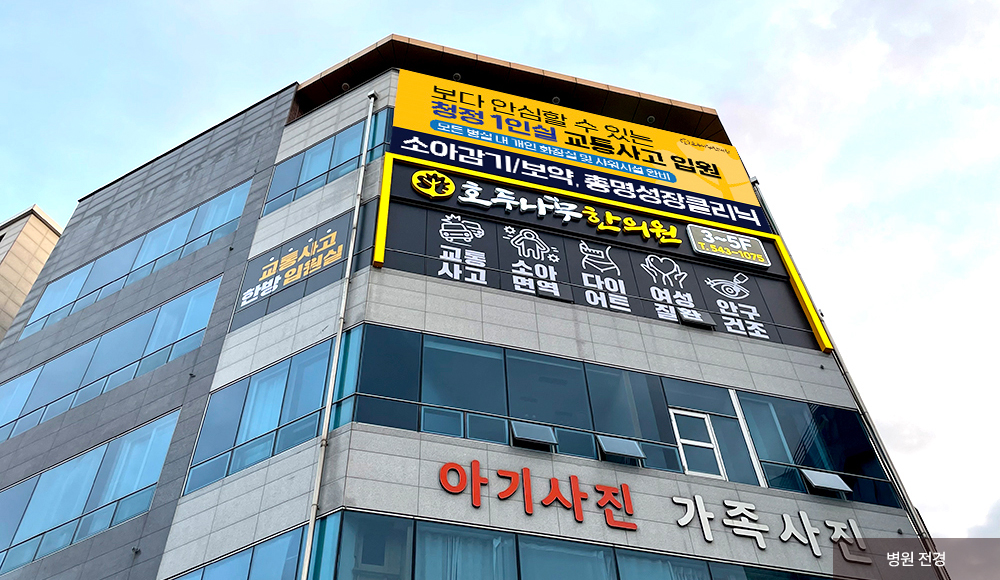 보다 안심할 수 있는
청정 1인실 교통사고 입원
모든 병실 내 개인 화장실 및 샤워시설 완비
소아감기/보약, 총명성장클리닉
호두나무한의원
3~5F
T.543-1075
교통
사고
소아
면역
다이
어트
여성
질환
안구
건조
교통사고
한방 입원실
아기사진 가족사진
병원 전경